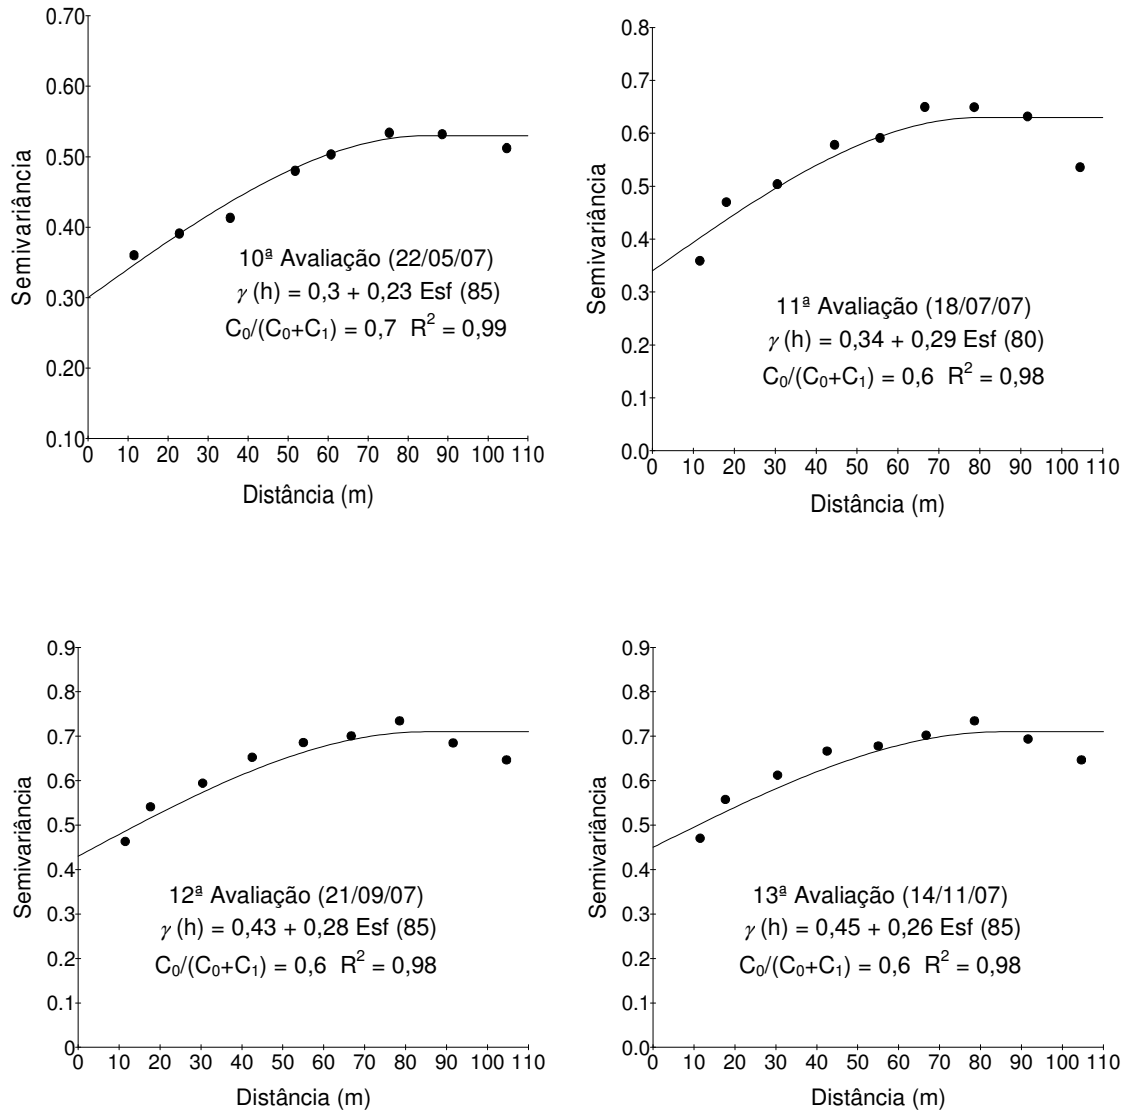 0.70
0.60
0.50
0.40
0.30
0.20
0.10
Semivariância
0 10 20 30 40 50 60 70 80 90 100 110
Distância (m)
10ª Avaliação (22/05/07)
γ (h) = 0,3 + 0,23 Esf (85)
C₀/(C₀+C₁) = 0,7 R² = 0,99
0.8
0.7
0.6
0.5
0.4
0.3
0.2
0.1
0.0
Semivariância
0 10 20 30 40 50 60 70 80 90 100 110
Distância (m)
11ª Avaliação (18/07/07)
γ (h) = 0,34 + 0,29 Esf (80)
C₀/(C₀+C₁) = 0,6 R² = 0,98
0.9
0.8
0.7
0.6
0.5
0.4
0.3
0.2
0.1
0
Semivariância
0 10 20 30 40 50 60 70 80 90 100 110
Distância (m)
12ª Avaliação (21/09/07)
γ (h) = 0,43 + 0,28 Esf (85)
C₀/(C₀+C₁) = 0,6 R² = 0,98
0.9
0.8
0.7
0.6
0.5
0.4
0.3
0.2
0.1
0.0
Semivariância
0 10 20 30 40 50 60 70 80 90 100 110
Distância (m)
13ª Avaliação (14/11/07)
γ (h) = 0,45 + 0,26 Esf (85)
C₀/(C₀+C₁) = 0,6 R² = 0,98